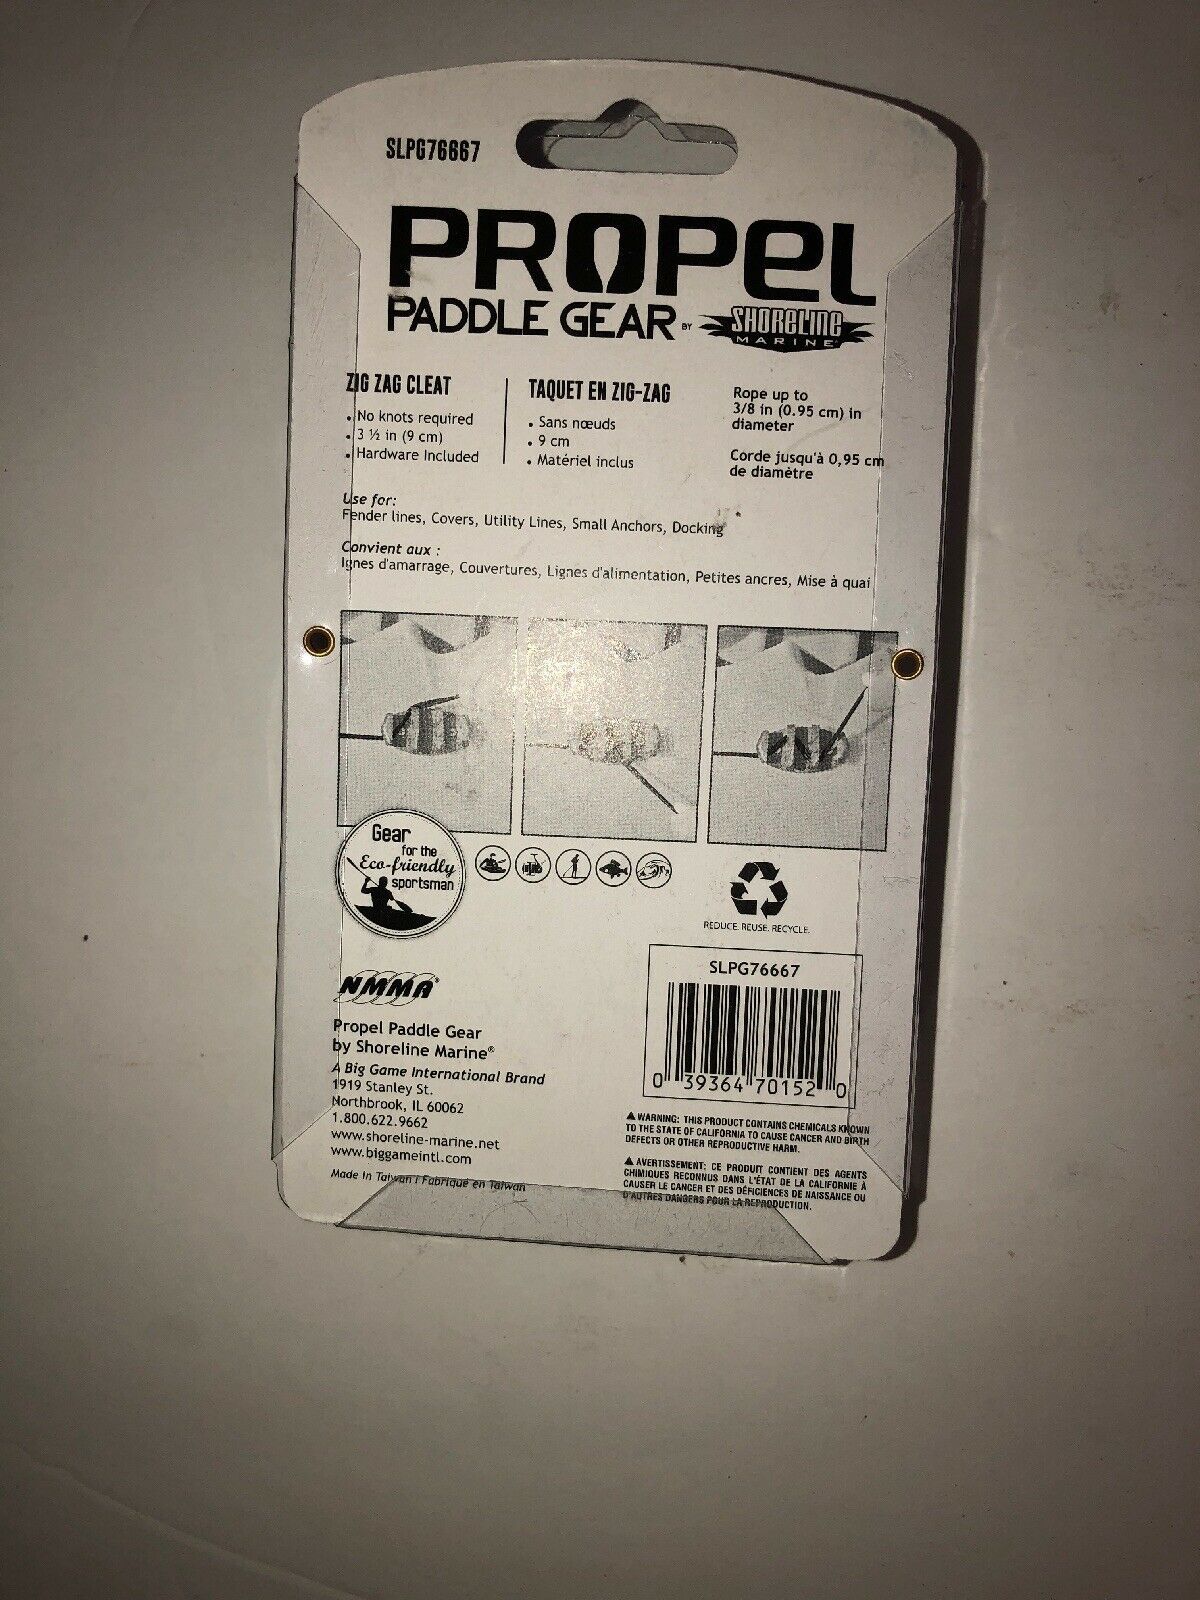 SLPG76667
PROPEL
PADDLE GEAR BY SHORELINE
MARINE
ZIG ZAG CLEAT
• No knots required
• 3 ½ in (9 cm)
• Hardware Included
TAQUET EN ZIG-ZAG
• Sans nœuds
• 9 cm
• Matériel inclus
Rope up to
3/8 in (0.95 cm) in
diameter
Corde jusqu'à 0,95 cm
de diamètre
Use for:
Fender lines, Covers, Utility Lines, Small Anchors, Docking
Convient aux :
lgnes d'amarrage, Couvertures, Lignes d'alimentation, Petites ancres, Mise à quai
Gear
for the
Eco-friendly
sportsman
REDUCE. REUSE. RECYCLE.
NMMA®
Propel Paddle Gear
by Shoreline Marine®
A Big Game International Brand
1919 Stanley St.
Northbrook, IL 60062
1.800.622.9662
www.shoreline-marine.net
www.biggameintl.com
Made In Taiwan / Fabriqué en Taïwan
SLPG76667
0 39364 70152 0
▲ WARNING: THIS PRODUCT CONTAINS CHEMICALS KNOWN
TO THE STATE OF CALIFORNIA TO CAUSE CANCER AND BIRTH
DEFECTS OR OTHER REPRODUCTIVE HARM.
▲ AVERTISSEMENT: CE PRODUIT CONTIENT DES AGENTS
CHIMIQUES RECONNUS DANS L'ÉTAT DE LA CALIFORNIE À
CAUSER LE CANCER ET DES DÉFICIENCES DE NAISSANCE OU
D'AUTRES DANGERS POUR LA REPRODUCTION.